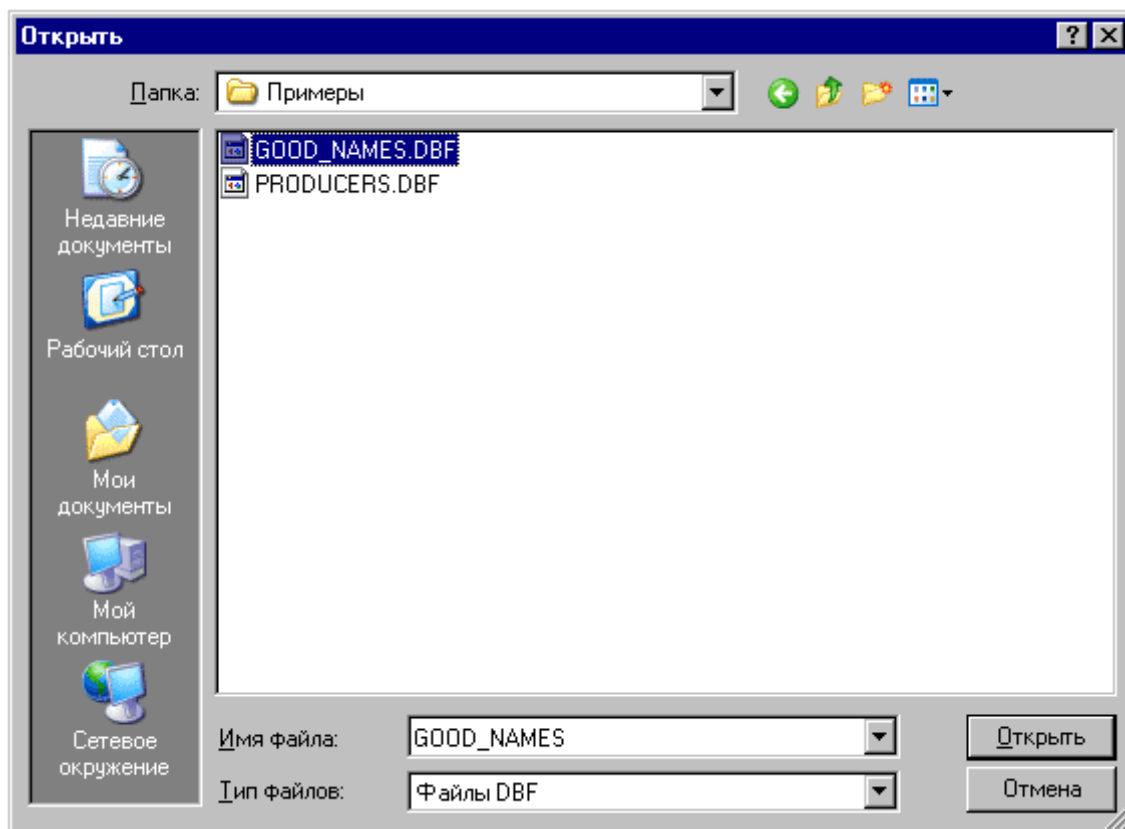 Открыть
Папка: Примеры
GOOD_NAMES.DBF
PRODUCERS.DBF
Недавние
документы
Рабочий стол
Мои
документы
Мой
компьютер
Сетевое
окружение
Имя файла: GOOD_NAMES Открыть
Тип файлов: Файлы DBF Отмена